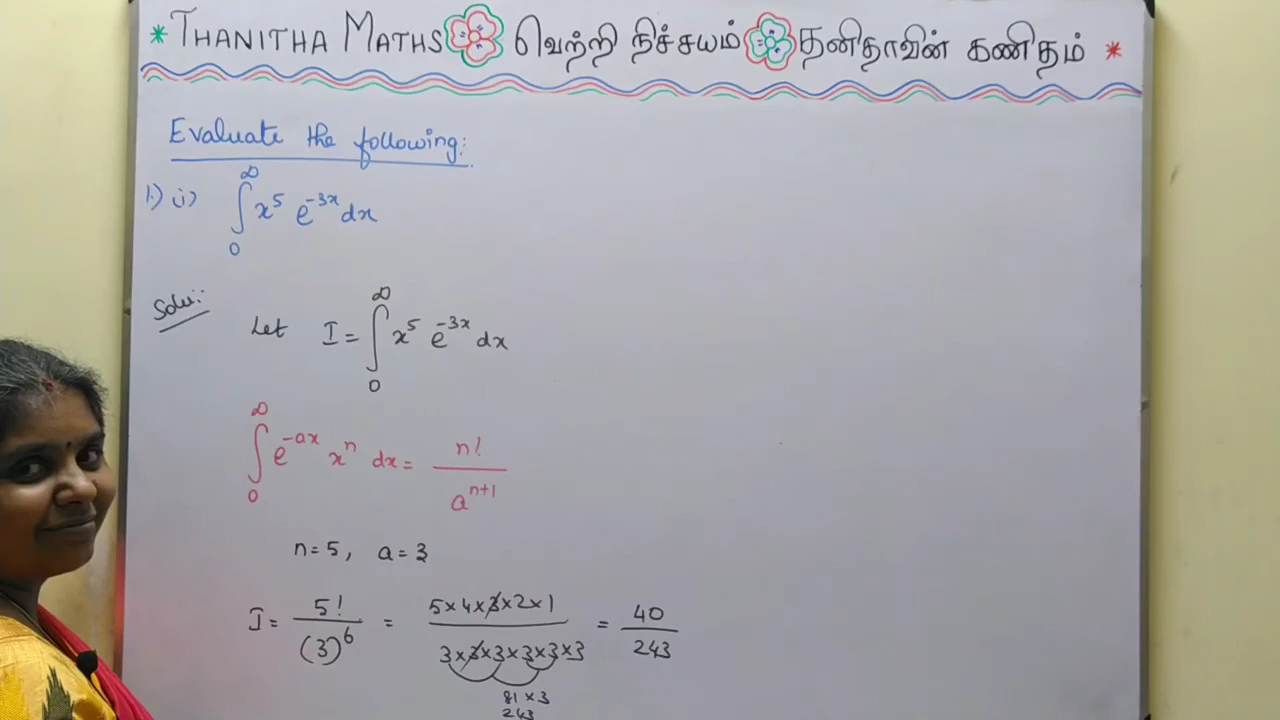 * THANITHA MATHS வெற்றி நிச்சயம் தனிதாவின் கணிதம் *
Evaluate the following:
1.) (i) ∫₀^∞ x⁵ e^{-3x} dx
Solu:-
Let I = ∫₀^∞ x⁵ e^{-3x} dx
∫₀^∞ e^{-ax} xⁿ dx = n! / a^{n+1}
n = 5, a = 3
I = 5! / (3)⁶ = 5×4×3×2×1 / 3×3×3×3×3×3 = 40 / 243
81 × 3
243